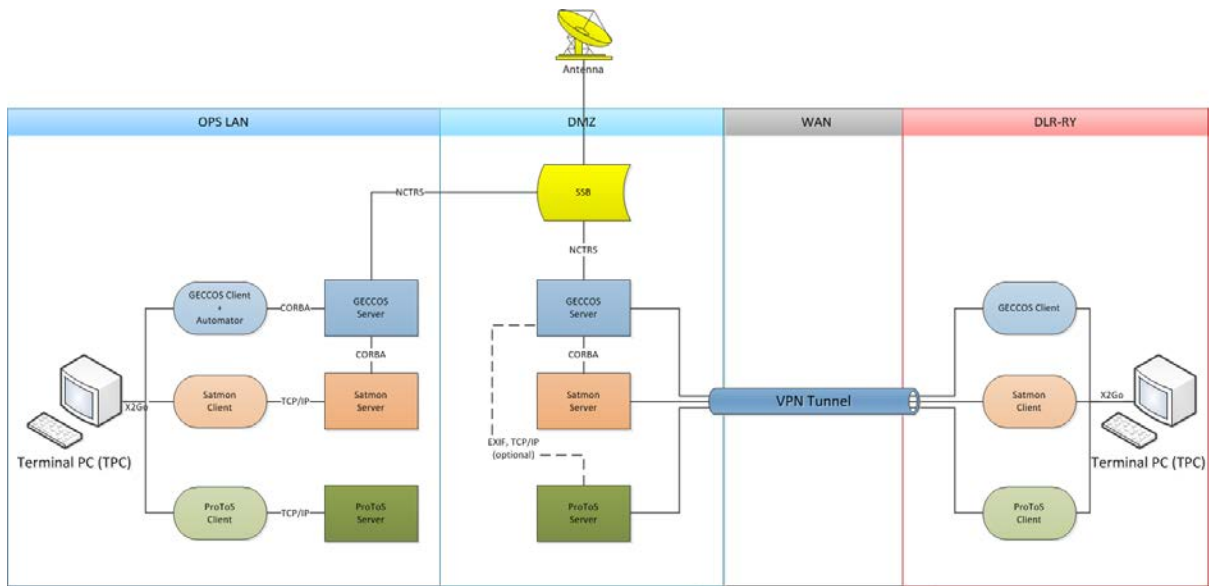 Antenna
OPS LAN
DMZ
WAN
DLR-RY
SSB
NCTRS
NCTRS
GECCOS Client
+
Automator
CORBA
GECCOS
Server
GECCOS
Server
GECCOS Client
CORBA
CORBA
X2Go
Satmon
Client
TCP/IP
Satmon
Server
Satmon
Server
VPN Tunnel
Satmon
Client
X2Go
EXIF, TCP/IP
(optional)
Terminal PC (TPC)
Terminal PC (TPC)
ProToS
Client
TCP/IP
ProToS
Server
ProToS
Server
ProToS
Client